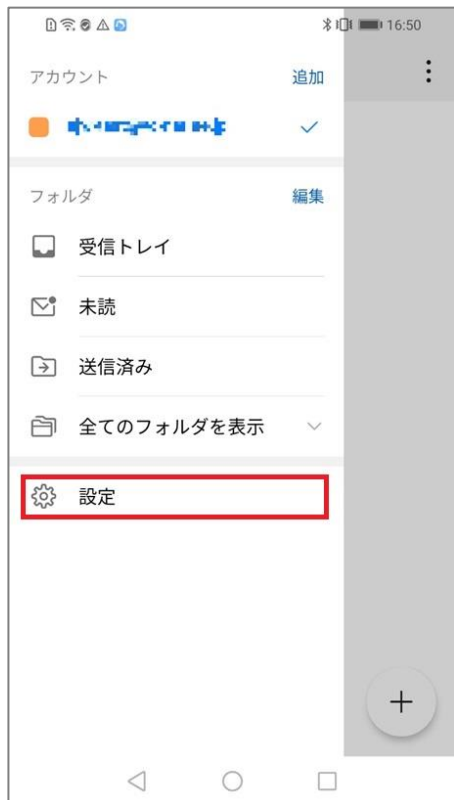 16:50
アカウント 追加
フォルダ 編集
受信トレイ
未読
送信済み
全てのフォルダを表示
設定